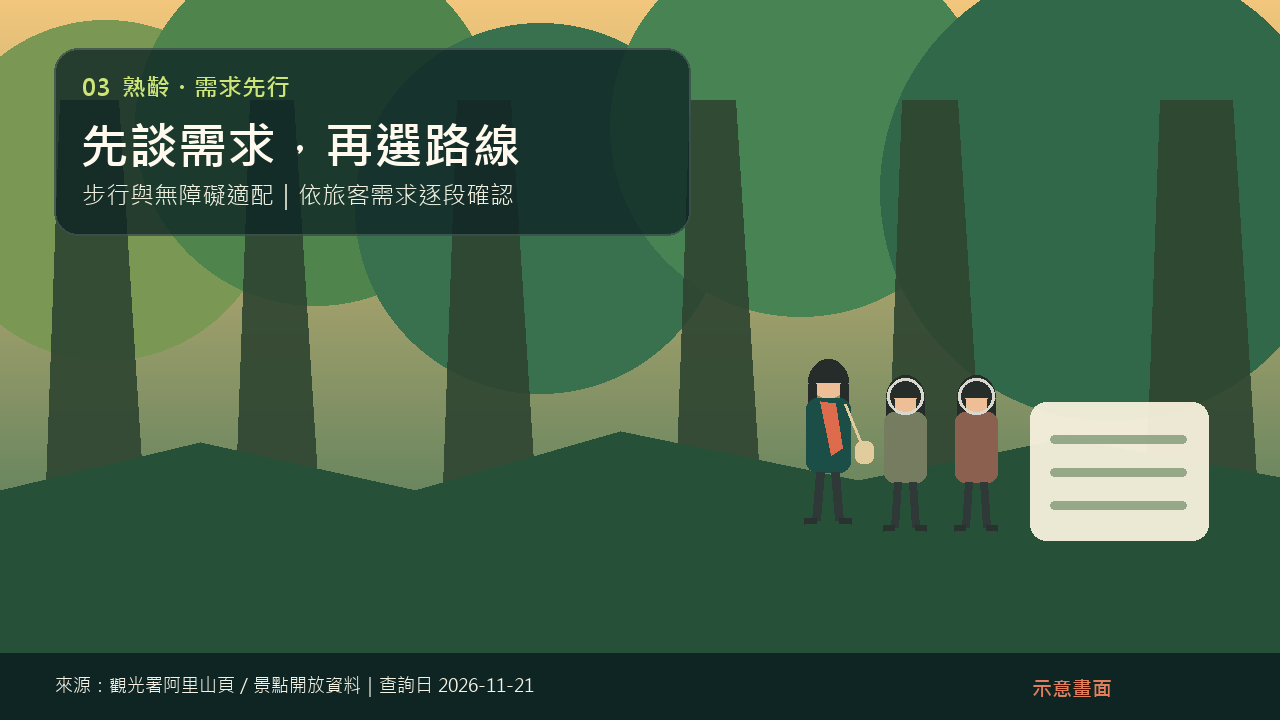 03 熟齡・需求先行
先談需求，再選路線
步行與無障礙適配｜依旅客需求逐段確認
來源：觀光署阿里山頁 / 景點開放資料｜查詢日 2026-11-21
示意畫面